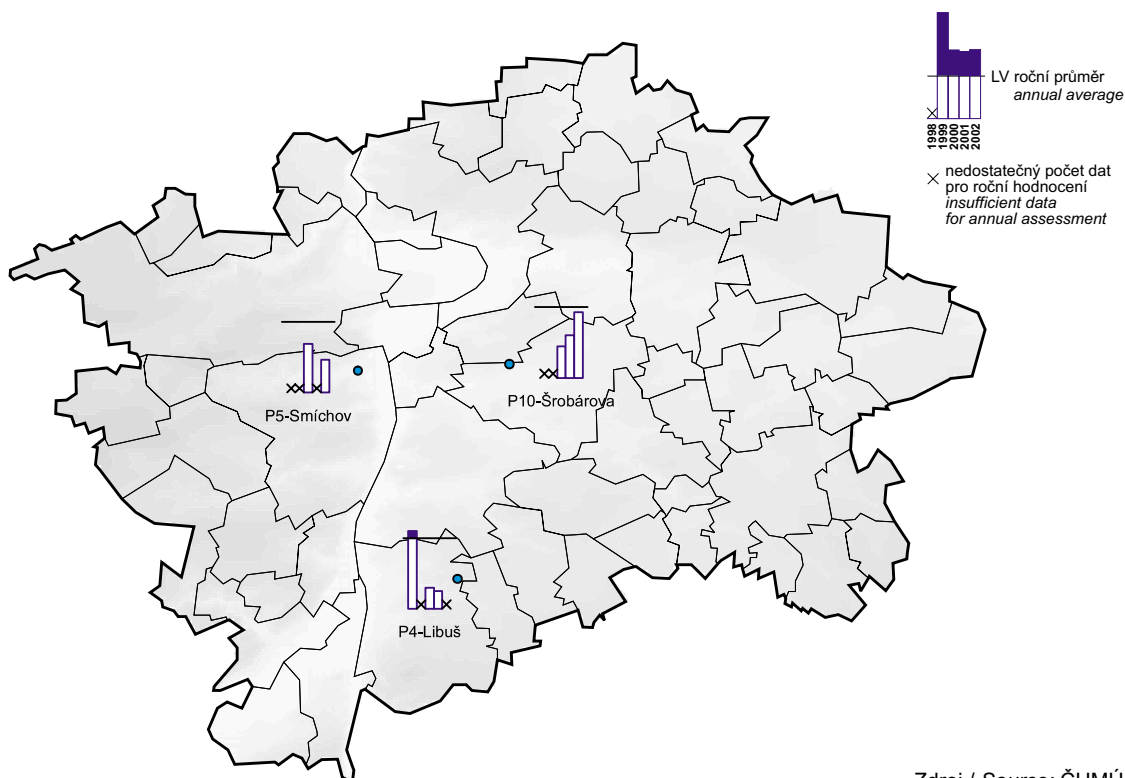 LV roční průměr
annual average
1998
1999
2000
2001
2002
nedostatečný počet dat
pro roční hodnocení
insufficient data
for annual assessment
P5-Smíchov
P10-Šrobárova
P4-Libuš
Zdroj / Source: ČHMÚ